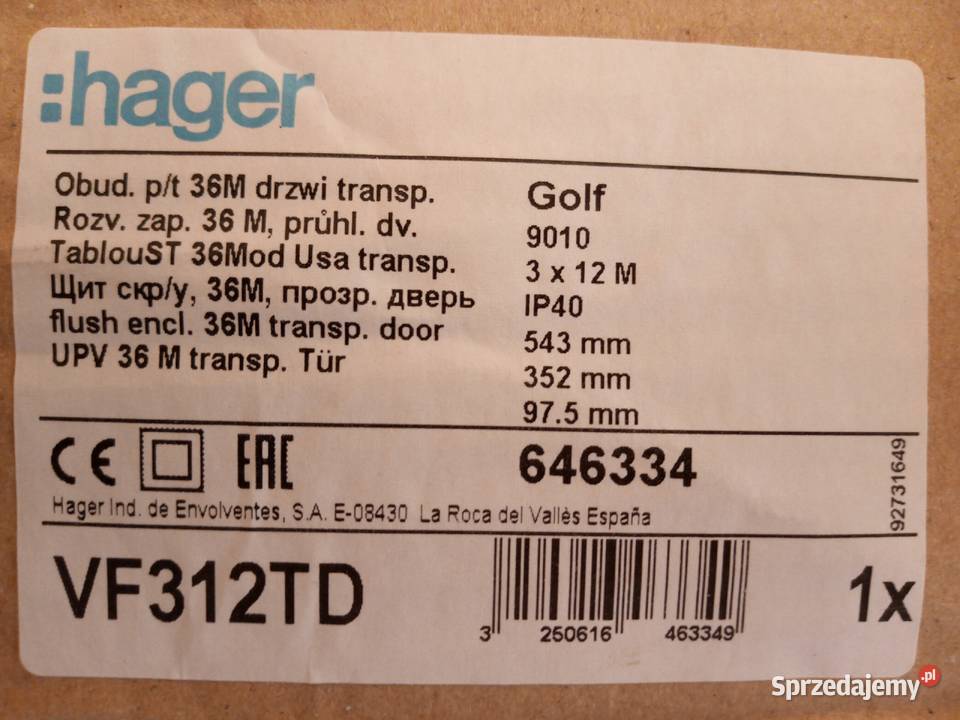 :hager
Obud. p/t 36M drzwi transp.
Rozv. zap. 36 M, průhl. dv.
TablouST 36Mod Usa transp.
Щит скр/у, 36М, прозр. дверь
flush encl. 36M transp. door
UPV 36 M transp. Tür
Golf
9010
3 x 12 M
IP40
543 mm
352 mm
97.5 mm
CE EAC
646334
92731649
Hager Ind. de Envolventes, S.A. E-08430 La Roca del Vallès España
VF312TD
3 250616 463349
1x
Sprzedajemy.pl